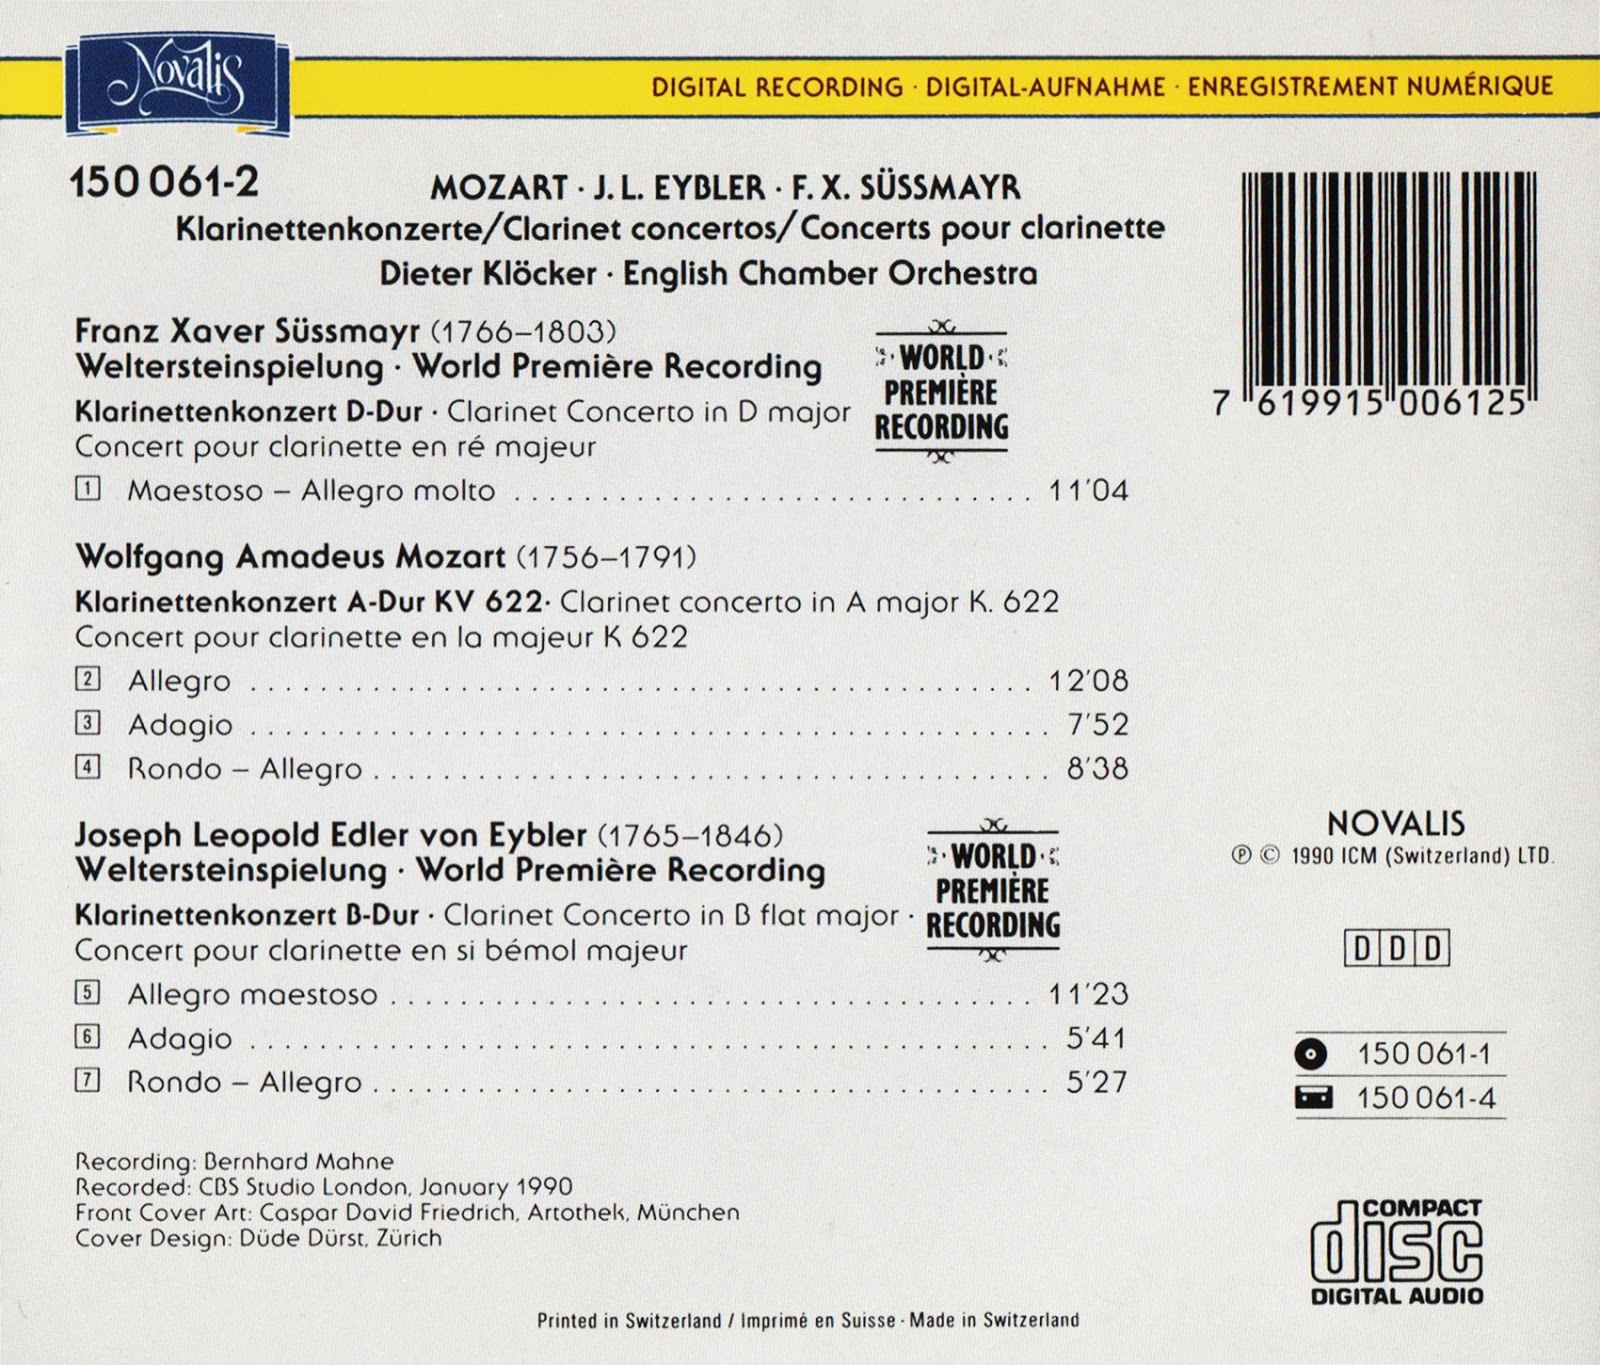 Novalis
DIGITAL RECORDING · DIGITAL-AUFNAHME · ENREGISTREMENT NUMÉRIQUE
150 061-2
MOZART · J. L. EYBLER · F. X. SÜSSMAYR
Klarinettenkonzerte/Clarinet concertos/Concerts pour clarinette
Dieter Klöcker · English Chamber Orchestra
7 619915 006125
Franz Xaver Süssmayr (1766–1803)
Weltersteinspielung · World Première Recording
WORLD
PREMIÈRE
RECORDING
Klarinettenkonzert D-Dur · Clarinet Concerto in D major
Concert pour clarinette en ré majeur
1 Maestoso – Allegro molto 11'04
Wolfgang Amadeus Mozart (1756–1791)
Klarinettenkonzert A-Dur KV 622· Clarinet concerto in A major K. 622
Concert pour clarinette en la majeur K 622
2 Allegro 12'08
3 Adagio 7'52
4 Rondo – Allegro 8'38
Joseph Leopold Edler von Eybler (1765–1846)
Weltersteinspielung · World Première Recording
WORLD
PREMIÈRE
RECORDING
Klarinettenkonzert B-Dur · Clarinet Concerto in B flat major ·
Concert pour clarinette en si bémol majeur
5 Allegro maestoso 11'23
6 Adagio 5'41
7 Rondo – Allegro 5'27
NOVALIS
℗ © 1990 ICM (Switzerland) LTD.
DDD
150 061-1
150 061-4
Recording: Bernhard Mahne
Recorded: CBS Studio London, January 1990
Front Cover Art: Caspar David Friedrich, Artothek, München
Cover Design: Düde Dürst, Zürich
COMPACT
disc
DIGITAL AUDIO
Printed in Switzerland / Imprimé en Suisse · Made in Switzerland